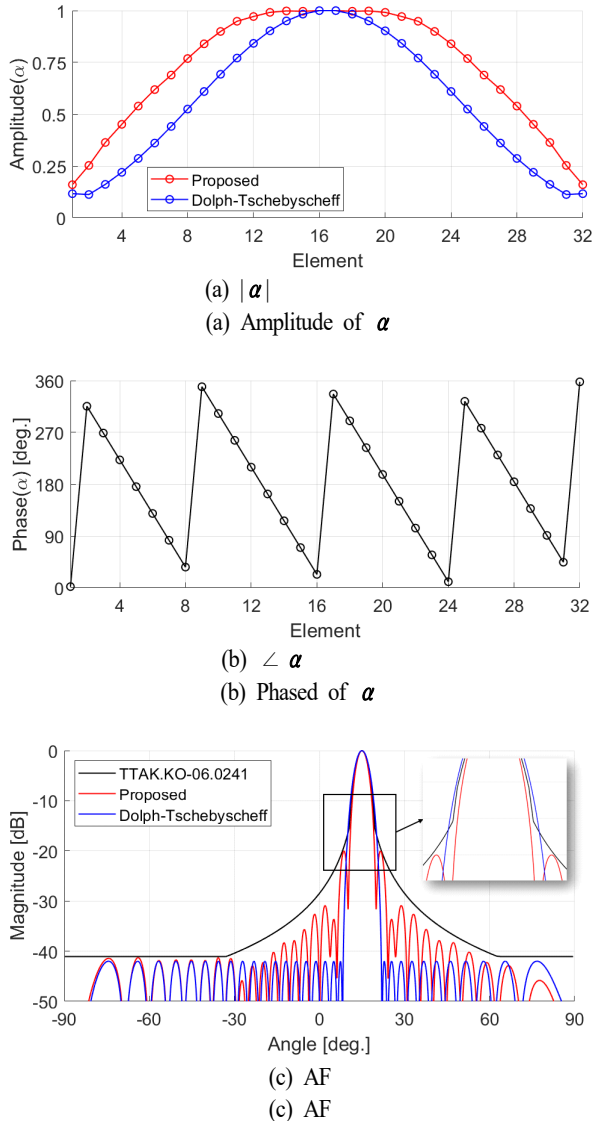 1
0.75
0.5
0.25
0
Amplitude(α)
Proposed
Dolph-Tschebyscheff
4 8 12 16 20 24 28 32
Element
(a) |α|
(a) Amplitude of α
360
270
180
90
0
Phase(α) [deg.]
4 8 12 16 20 24 28 32
Element
(b) ∠ α
(b) Phased of α
0
-10
-20
-30
-40
-50
Magnitude [dB]
TTAK.KO-06.0241
Proposed
Dolph-Tschebyscheff
-90 -60 -30 0 30 60 90
Angle [deg.]
(c) AF
(c) AF